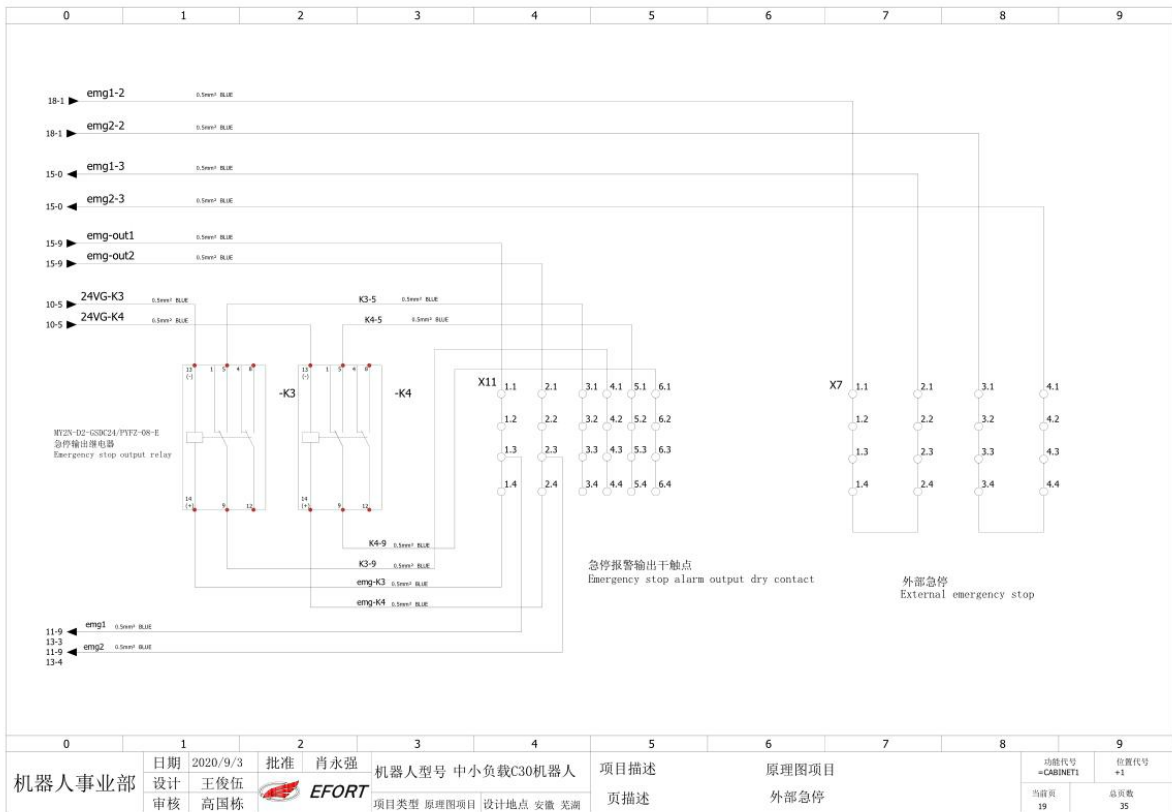 0 1 2 3 4 5 6 7 8 9
18-1 emg1-2 0.5mm² BLUE
18-1 emg2-2 0.5mm² BLUE
15-0 emg1-3 0.5mm² BLUE
15-0 emg2-3 0.5mm² BLUE
15-9 emg-out1 0.5mm² BLUE
15-9 emg-out2 0.5mm² BLUE
10-5 24VG-K3 0.5mm² BLUE K3-5 0.5mm² BLUE
10-5 24VG-K4 0.5mm² BLUE K4-5 0.5mm² BLUE
13 1 5 4 8 13 1 5 4 8
(-) (-)
-K3 -K4
X11 1.1 2.1 3.1 4.1 5.1 6.1 X7 1.1 2.1 3.1 4.1
1.2 2.2 3.2 4.2 5.2 6.2 1.2 2.2 3.2 4.2
MY2N-D2-GSDC24/PYFZ-08-E
急停输出继电器
Emergency stop output relay
1.3 2.3 3.3 4.3 5.3 6.3 1.3 2.3 3.3 4.3
1.4 2.4 3.4 4.4 5.4 6.4 1.4 2.4 3.4 4.4
14 9 12 14 9 12
(+) (+)
K4-9 0.5mm² BLUE
K3-9 0.5mm² BLUE
emg-K3 0.5mm² BLUE
emg-K4 0.5mm² BLUE
急停报警输出干触点
Emergency stop alarm output dry contact
外部急停
External emergency stop
11-9 emg1 0.5mm² BLUE
13-3
11-9 emg2 0.5mm² BLUE
13-4
0 1 2 3 4 5 6 7 8 9
机器人事业部
日期 2020/9/3 批准 肖永强
设计 王俊伍
审核 高国栋
EFORT
机器人型号 中小负载C30机器人
项目类型 原理图项目 设计地点 安徽 芜湖
项目描述 原理图项目
页描述 外部急停
功能代号 位置代号
=CABINET1 +1
当前页 总页数
19 35